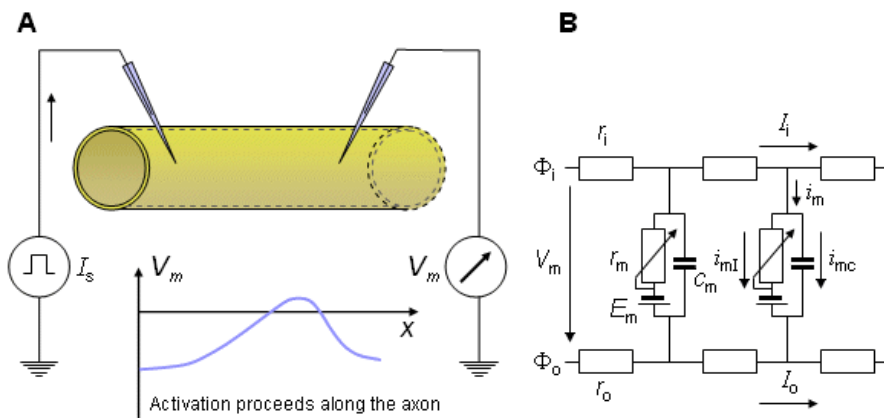 A
I_s
V_m
V_m
x
Activation proceeds along the axon
B
r_i
I_i
Φ_i
i_m
V_m
r_m
i_mI
i_mc
c_m
E_m
Φ_o
r_o
I_o